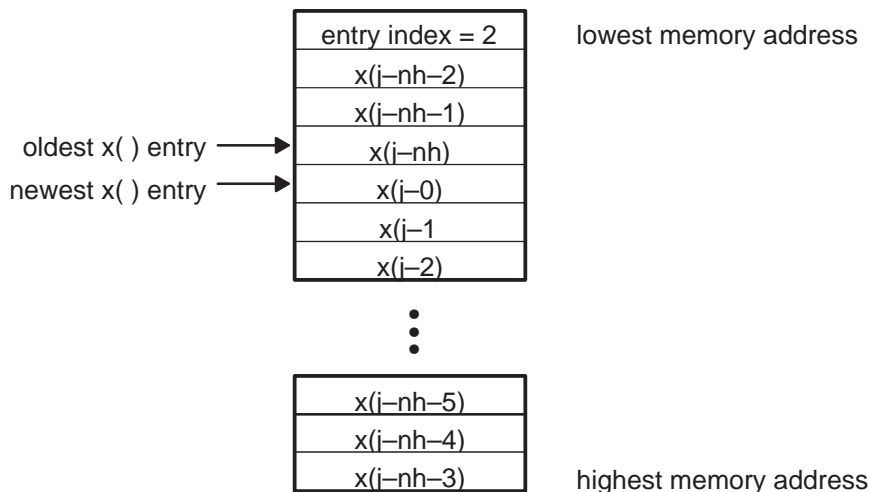 entry index = 2 lowest memory address
x(j–nh–2)
x(j–nh–1)
oldest x( ) entry x(j–nh)
newest x( ) entry x(j–0)
x(j–1
x(j–2)
x(j–nh–5)
x(j–nh–4)
x(j–nh–3) highest memory address